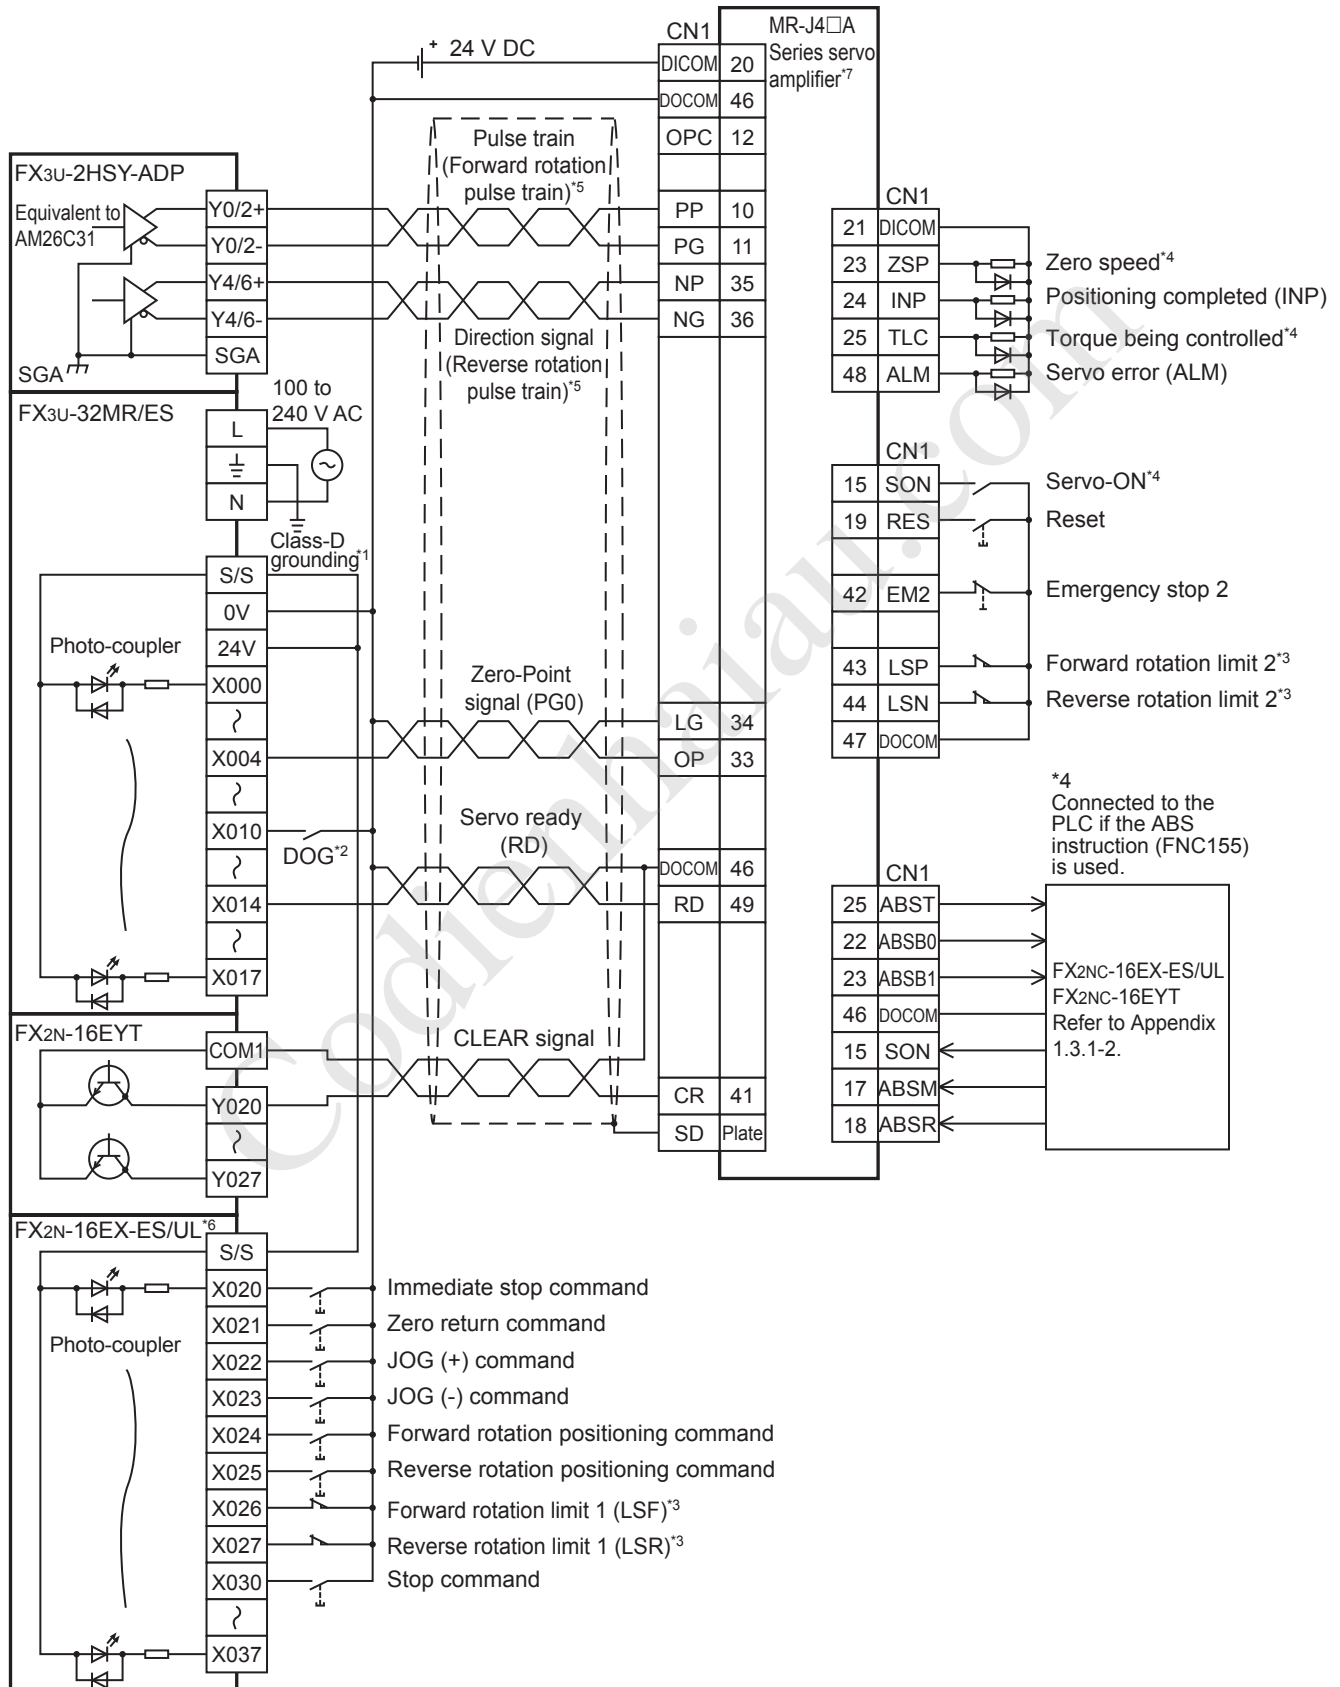 CN1
MR-J4□A
Series servo
amplifier*7
+ 24 V DC
DICOM 20
DOCOM 46
OPC 12
Pulse train
(Forward rotation
pulse train)*5
FX3U-2HSY-ADP
Equivalent to
AM26C31
Y0/2+
Y0/2-
Y4/6+
Y4/6-
SGA
SGA
PP 10
PG 11
NP 35
NG 36
Direction signal
(Reverse rotation
pulse train)*5
CN1
21 DICOM
23 ZSP Zero speed*4
24 INP Positioning completed (INP)
25 TLC Torque being controlled*4
48 ALM Servo error (ALM)
FX3U-32MR/ES
100 to
240 V AC
L
N
Class-D
grounding*1
S/S
0V
24V
Photo-coupler
X000
X004
X010
DOG*2
X014
X017
Zero-Point
signal (PG0)
LG 34
OP 33
Servo ready
(RD)
DOCOM 46
RD 49
CN1
15 SON Servo-ON*4
19 RES Reset
42 EM2 Emergency stop 2
43 LSP Forward rotation limit 2*3
44 LSN Reverse rotation limit 2*3
47 DOCOM
*4
Connected to the
PLC if the ABS
instruction (FNC155)
is used.
CN1
25 ABST
22 ABSB0
23 ABSB1
46 DOCOM
15 SON
17 ABSM
18 ABSR
FX2NC-16EX-ES/UL
FX2NC-16EYT
Refer to Appendix
1.3.1-2.
FX2N-16EYT
COM1
Y020
Y027
CLEAR signal
CR 41
SD Plate
FX2N-16EX-ES/UL*6
S/S
X020 Immediate stop command
X021 Zero return command
Photo-coupler
X022 JOG (+) command
X023 JOG (-) command
X024 Forward rotation positioning command
X025 Reverse rotation positioning command
X026 Forward rotation limit 1 (LSF)*3
X027 Reverse rotation limit 1 (LSR)*3
X030 Stop command
X037
Codienhaiau.com